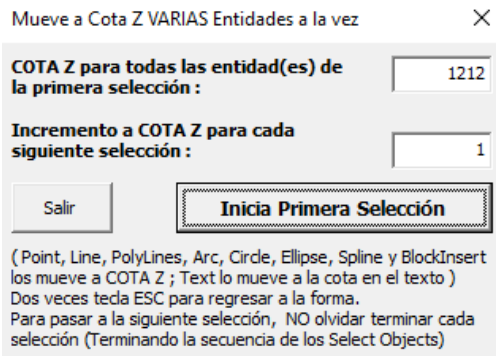 Mueve a Cota Z VARIAS Entidades a la vez
COTA Z para todas las entidad(es) de
la primera selección :
1212
Incremento a COTA Z para cada
siguiente selección :
1
Salir
Inicia Primera Selección
( Point, Line, PolyLines, Arc, Circle, Ellipse, Spline y BlockInsert
los mueve a COTA Z ; Text lo mueve a la cota en el texto )
Dos veces tecla ESC para regresar a la forma.
Para pasar a la siguiente selección, NO olvidar terminar cada
selección (Terminando la secuencia de los Select Objects)